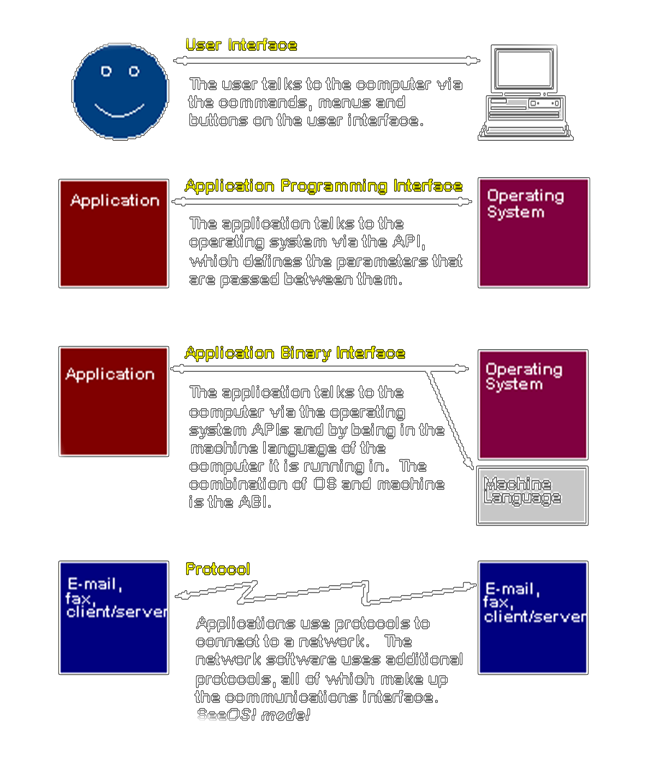 User Interface
The user talks to the computer via
the commands, menus and
buttons on the user interface.
Application
Application Programming Interface
Operating
System
The application talks to the
operating system via the API,
which defines the parameters that
are passed between them.
Application
Application Binary Interface
Operating
System
The application talks to the
computer via the operating
system APIs and by being in the
machine language of the
computer it is running in. The
combination of OS and machine
is the ABI.
Machine
Language
E-mail,
fax,
client/server
Protocol
E-mail,
fax,
client/server
Applications use protocols to
connect to a network. The
network software uses additional
protocols, all of which make up
the communications interface.
SeeOSI model